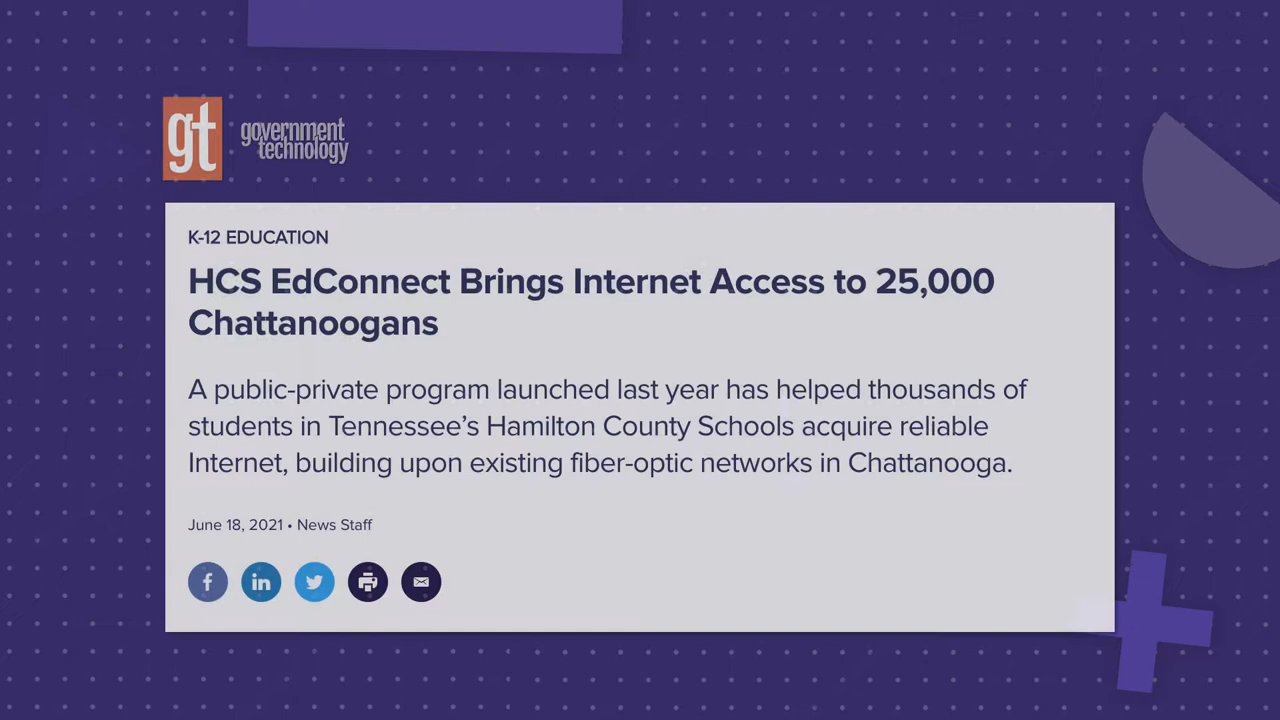 gt
government
technology
K-12 EDUCATION
HCS EdConnect Brings Internet Access to 25,000
Chattanoogans
A public-private program launched last year has helped thousands of
students in Tennessee’s Hamilton County Schools acquire reliable
Internet, building upon existing fiber-optic networks in Chattanooga.
June 18, 2021 • News Staff
f
in